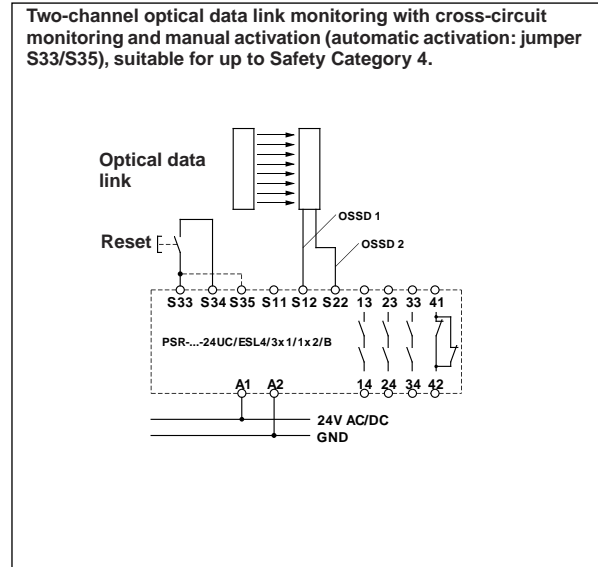 Two-channel optical data link monitoring with cross-circuit
monitoring and manual activation (automatic activation: jumper
S33/S35), suitable for up to Safety Category 4.
Optical data
link
OSSD 1
Reset
OSSD 2
S33 S34 S35 S11 S12 S22 13 23 33 41
PSR-...-24UC/ESL4/3x1/1x2/B
A1 A2 14 24 34 42
24V AC/DC
GND